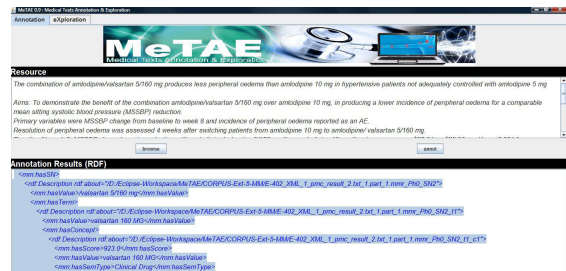 MeTAE 0.9 : Medical Texts Annotation & Exploration
Annotation eXploration
MeTAE
Medical Texts Annotation & Exploration
Resource
The combination of amlodipine/valsartan 5/160 mg produces less peripheral oedema than amlodipine 10 mg in hypertensive patients not adequately controlled with amlodipine 5 mg
Aims: To demonstrate the benefit of the combination amlodipine/valsartan 5/160 mg over amlodipine 10 mg, in producing a lower incidence of peripheral oedema for a comparable
mean sitting systolic blood pressure (MSSBP) reduction.
Primary variables were MSSBP change from baseline to week 8 and incidence of peripheral oedema reported as an AE.
Resolution of peripheral oedema was assessed 4 weeks after switching patients from amlodipine 10 mg to amlodipine/ valsartan 5/160 mg.
browse annot
Annotation Results (RDF)
<mm:hasSN>
<rdf:Description rdf:about="/D:/Eclipse-Workspace/MeTAE/CORPUS-Ext-5-MM/E-402_XML_1_pmc_result_2.txt_1.part_1.mmr_Ph0_SN2">
<mm:hasValue>/valsartan 5/160 mg</mm:hasValue>
<mm:hasTerm>
<rdf:Description rdf:about="/D:/Eclipse-Workspace/MeTAE/CORPUS-Ext-5-MM/E-402_XML_1_pmc_result_2.txt_1.part_1.mmr_Ph0_SN2_t1">
<mm:hasValue>valsartan 160 MG</mm:hasValue>
<mm:hasConcept>
<rdf:Description rdf:about="/D:/Eclipse-Workspace/MeTAE/CORPUS-Ext-5-MM/E-402_XML_1_pmc_result_2.txt_1.part_1.mmr_Ph0_SN2_t1_c1">
<mm:hasScore>923.0</mm:hasScore>
<mm:hasSemType>Clinical Drug</mm:hasSemType>